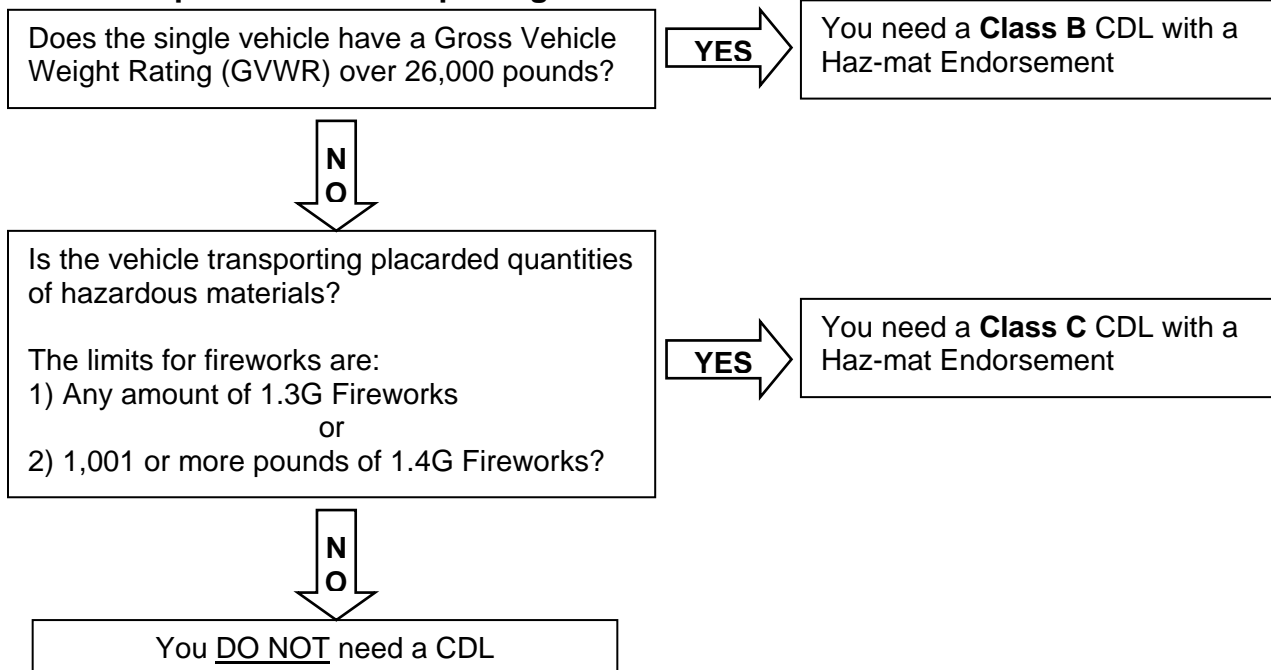 Does the single vehicle have a Gross Vehicle
Weight Rating (GVWR) over 26,000 pounds?
YES
You need a Class B CDL with a
Haz-mat Endorsement
N
O
Is the vehicle transporting placarded quantities
of hazardous materials?
The limits for fireworks are:
1) Any amount of 1.3G Fireworks
or
2) 1,001 or more pounds of 1.4G Fireworks?
YES
You need a Class C CDL with a
Haz-mat Endorsement
N
O
You DO NOT need a CDL